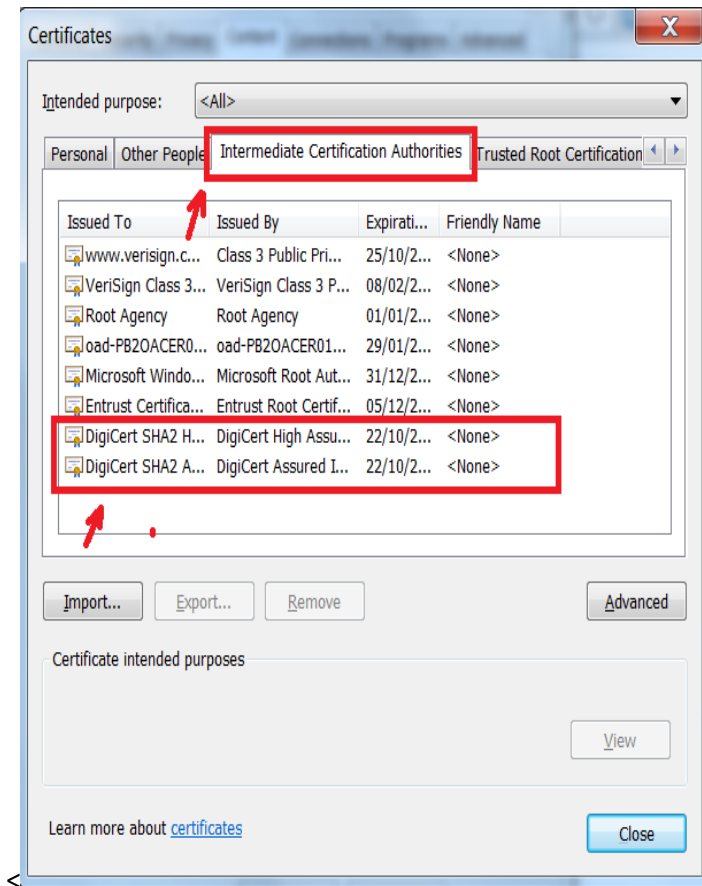 Certificates
Intended purpose: <All>
Personal Other People Intermediate Certification Authorities Trusted Root Certification
Issued To Issued By Expirati... Friendly Name
www.verisign.c... Class 3 Public Pri... 25/10/2... <None>
VeriSign Class 3... VeriSign Class 3 P... 08/02/2... <None>
Root Agency Root Agency 01/01/2... <None>
oad-PB2OACER0... oad-PB2OACER01... 29/01/2... <None>
Microsoft Windo... Microsoft Root Aut... 31/12/2... <None>
Entrust Certifica... Entrust Root Certif... 05/12/2... <None>
DigiCert SHA2 H... DigiCert High Assu... 22/10/2... <None>
DigiCert SHA2 A... DigiCert Assured I... 22/10/2... <None>
Import... Export... Remove Advanced
Certificate intended purposes
View
Learn more about certificates
Close
<